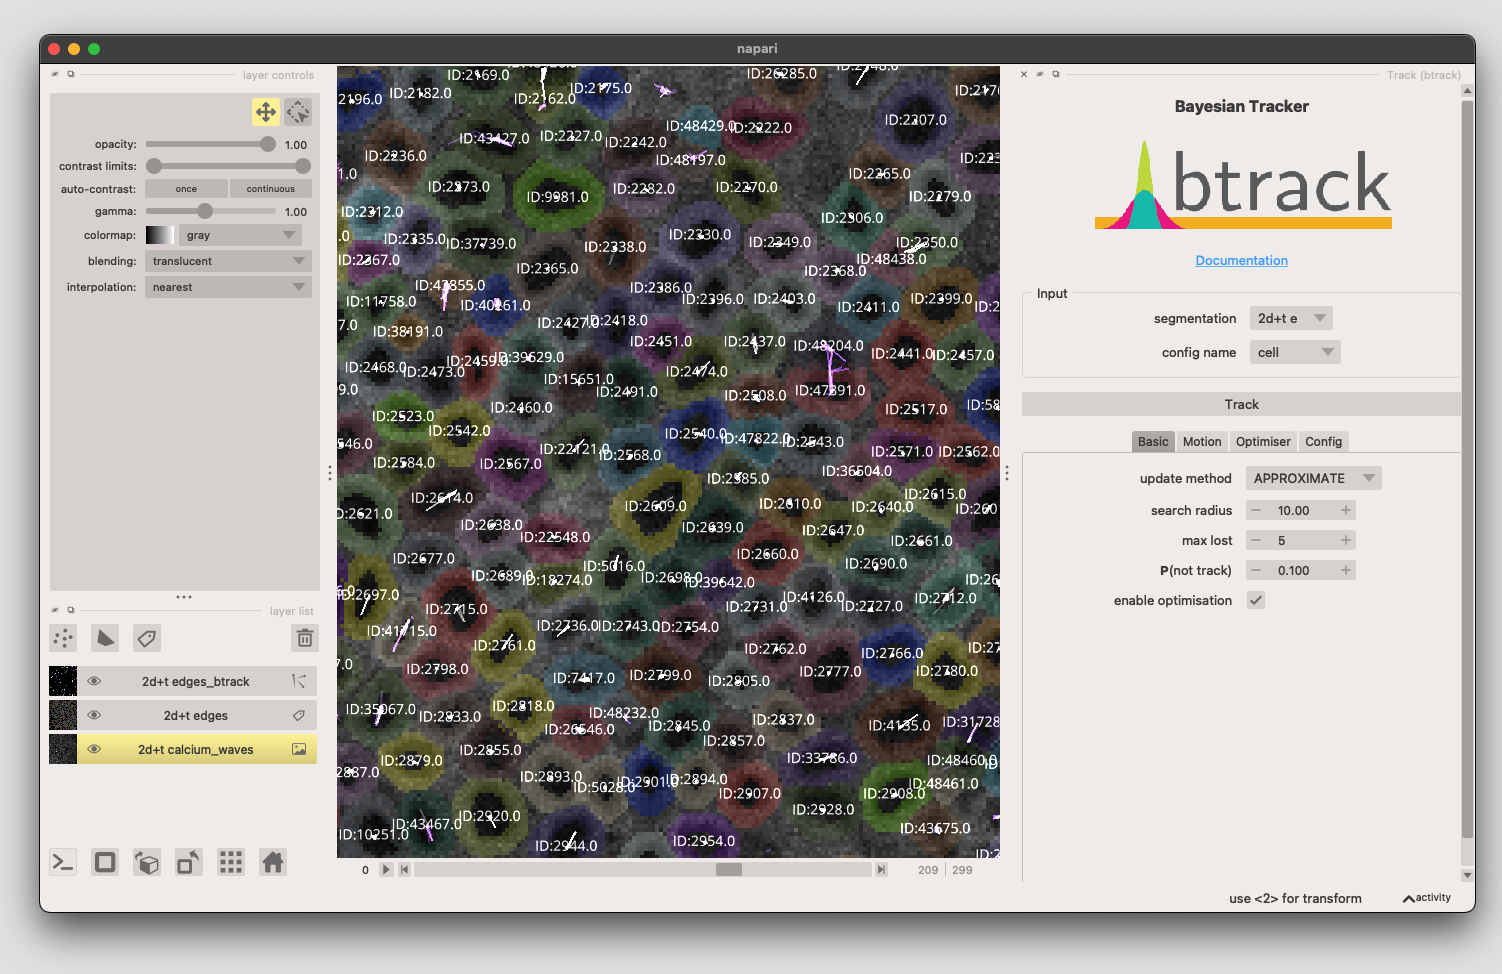 napari
layer controls
opacity:
1.00
contrast limits:
auto-contrast:
once
continuous
gamma:
1.00
colormap:
gray
blending:
translucent
interpolation:
nearest
layer list
2d+t edges_btrack
2d+t edges
2d+t calcium_waves
ID:2169.0
ID:26285.0
2196.0
ID:2182.0
ID:2162.0
ID:2175.0
ID:2207.0
ID:43427.0
ID:2227.0
ID:2242.0
ID:48429.0
ID:2222.0
ID:2236.0
ID:48197.0
ID:2265.0
ID:2273.0
ID:9981.0
ID:2282.0
ID:2270.0
ID:2279.0
ID:2312.0
ID:2306.0
ID:2335.0
ID:37739.0
ID:2338.0
ID:2330.0
ID:2349.0
ID:2350.0
ID:2367.0
ID:2365.0
ID:2368.0
ID:48438.0
ID:43855.0
ID:2386.0
ID:11758.0
ID:40261.0
ID:2396.0
ID:2403.0
ID:2411.0
ID:2399.0
ID:38191.0
ID:2427.0
ID:2418.0
ID:2451.0
ID:2437.0
ID:48204.0
ID:2441.0
ID:2457.0
ID:2468.0
ID:2473.0
ID:2459.0
ID:39629.0
ID:15651.0
ID:2491.0
ID:2474.0
ID:2508.0
ID:47391.0
ID:2523.0
ID:2460.0
ID:2517.0
ID:2542.0
ID:22121.0
ID:2540.0
ID:47822.0
ID:2543.0
ID:2571.0
ID:2562.0
ID:2584.0
ID:2567.0
ID:2568.0
ID:2585.0
ID:36604.0
ID:2614.0
ID:2609.0
ID:2610.0
ID:2640.0
ID:2615.0
ID:2621.0
ID:2638.0
ID:22548.0
ID:2639.0
ID:2647.0
ID:2661.0
ID:2677.0
ID:2689.0
ID:18274.0
ID:5016.0
ID:2698.0
ID:39642.0
ID:2660.0
ID:2690.0
ID:2697.0
ID:2715.0
ID:2731.0
ID:4126.0
ID:2727.0
ID:2712.0
ID:41715.0
ID:2761.0
ID:2736.0
ID:2743.0
ID:2754.0
ID:2762.0
ID:2766.0
ID:2798.0
ID:7417.0
ID:2799.0
ID:2805.0
ID:2777.0
ID:2780.0
ID:35067.0
ID:2833.0
ID:2818.0
ID:26546.0
ID:48232.0
ID:2845.0
ID:2837.0
ID:4135.0
ID:31728
ID:2879.0
ID:2855.0
ID:2857.0
ID:33786.0
ID:48460.0
ID:2893.0
ID:5028.0
ID:2901.0
ID:2894.0
ID:2907.0
ID:2908.0
ID:48461.0
ID:10251.0
ID:43467.0
ID:2920.0
ID:2928.0
ID:43675.0
ID:2944.0
ID:2954.0
0
209
299
Track (btrack)
Bayesian Tracker
btrack
Documentation
Input
segmentation
2d+t e
config name
cell
Track
Basic
Motion
Optimiser
Config
update method
APPROXIMATE
search radius
10.00
max lost
5
P(not track)
0.100
enable optimisation
use <2> for transform
activity